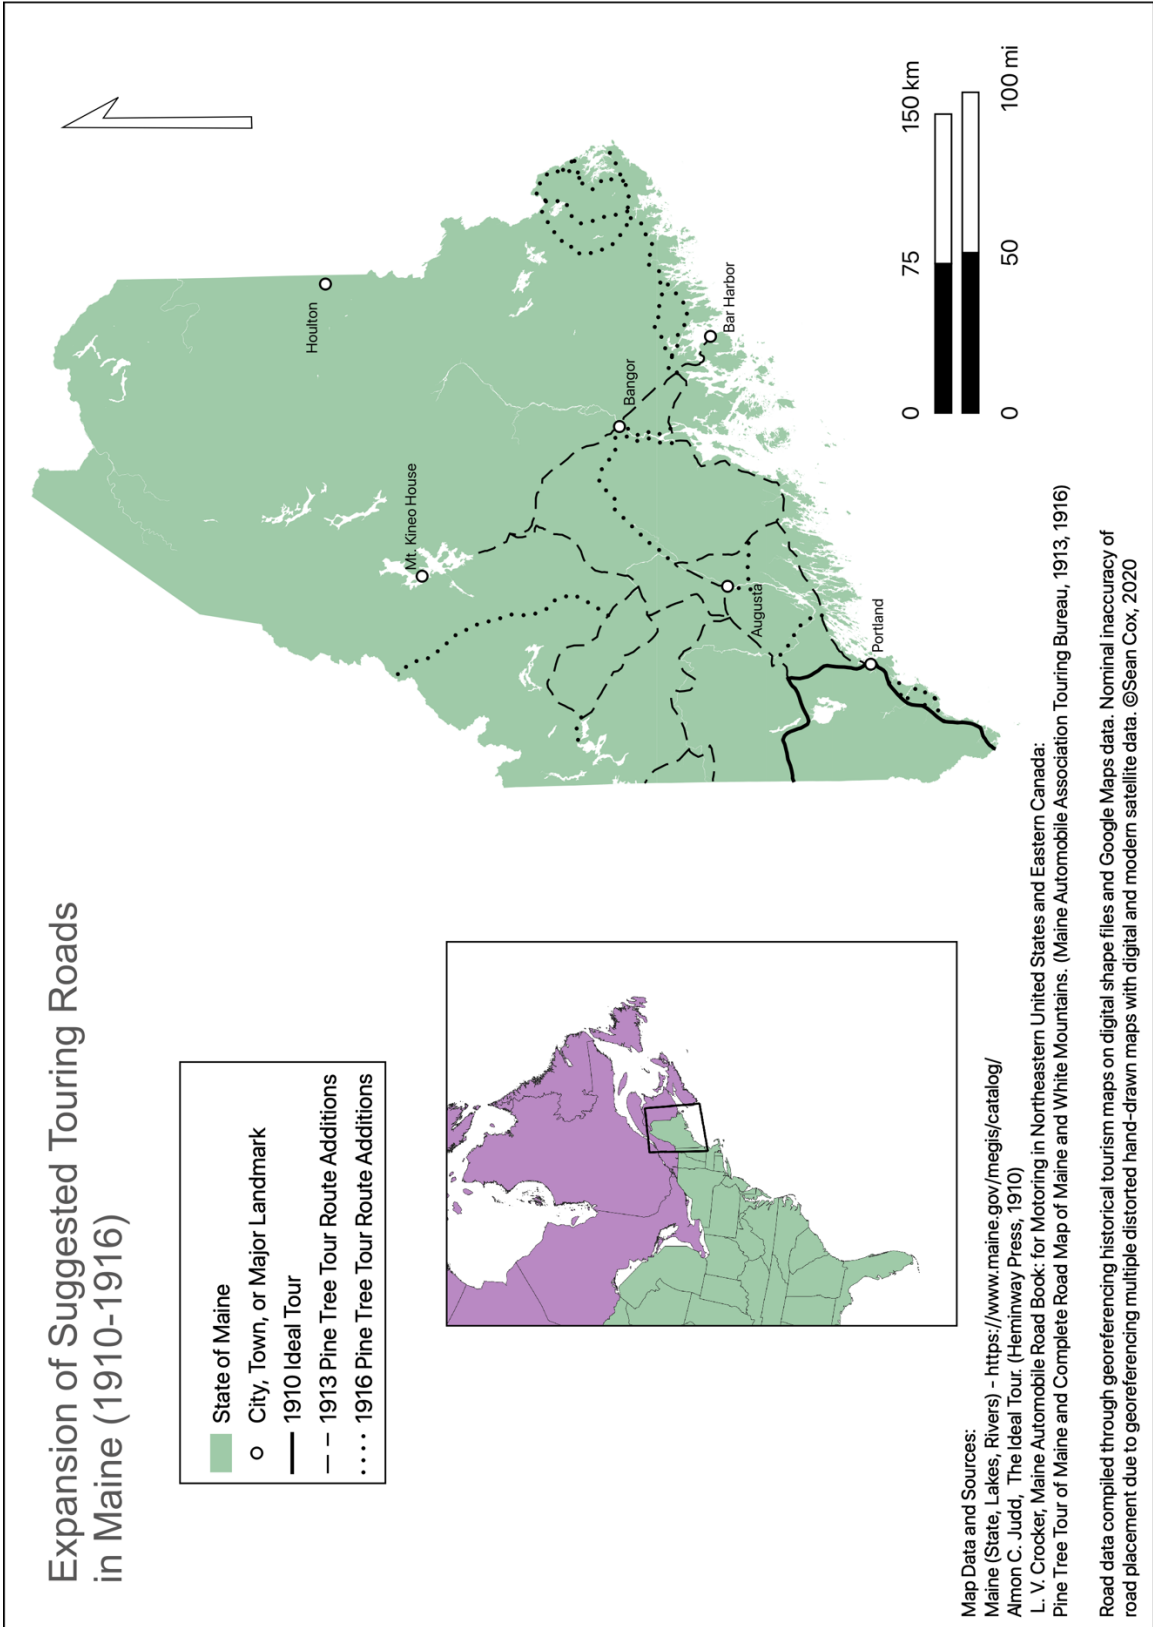 Expansion of Suggested Touring Roads
in Maine (1910-1916)
State of Maine
City, Town, or Major Landmark
1910 Ideal Tour
1913 Pine Tree Tour Route Additions
1916 Pine Tree Tour Route Additions
Houlton
Mt. Kineo House
Bangor
Bar Harbor
Augusta
Portland
0 75 150 km
0 50 100 mi
Map Data and Sources:
Maine (State, Lakes, Rivers) - https://www.maine.gov/megis/catalog/
Almon C. Judd, The Ideal Tour. (Heminway Press, 1910)
L. V. Crocker, Maine Automobile Road Book: for Motoring in Northeastern United States and Eastern Canada:
Pine Tree Tour of Maine and Complete Road Map of Maine and White Mountains. (Maine Automobile Association Touring Bureau, 1913, 1916)
Road data compiled through georeferencing historical tourism maps on digital shape files and Google Maps data. Nominal inaccuracy of
road placement due to georeferencing multiple distorted hand-drawn maps with digital and modern satellite data. ©Sean Cox, 2020